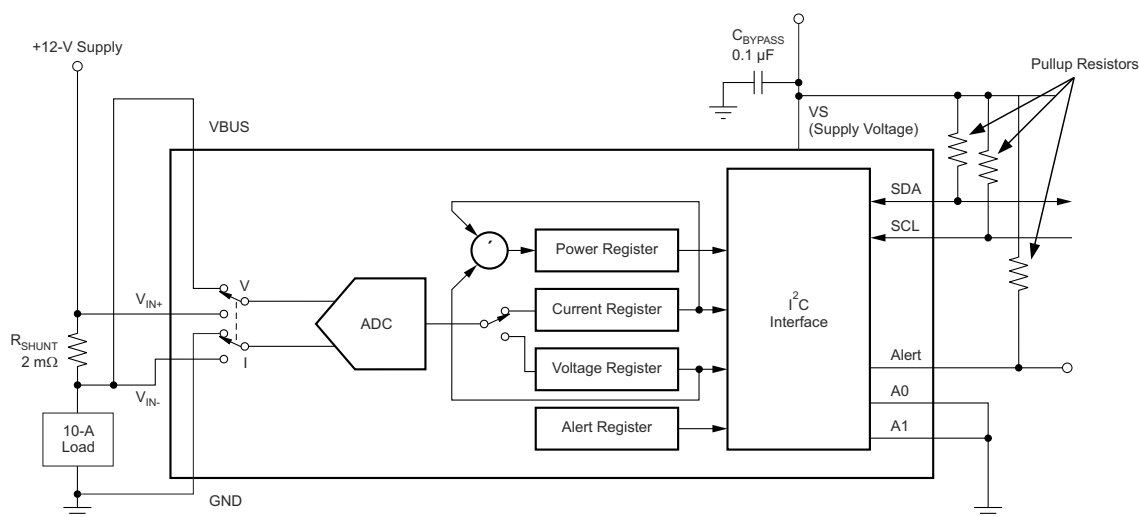 +12-V Supply
C_BYPASS
0.1 µF
Pullup Resistors
VBUS
VS
(Supply Voltage)
SDA
SCL
Power Register
V
V_IN+
ADC
Current Register
I²C
Interface
R_SHUNT
2 mΩ
I
Voltage Register
Alert
V_IN-
A0
10-A
Load
Alert Register
A1
GND